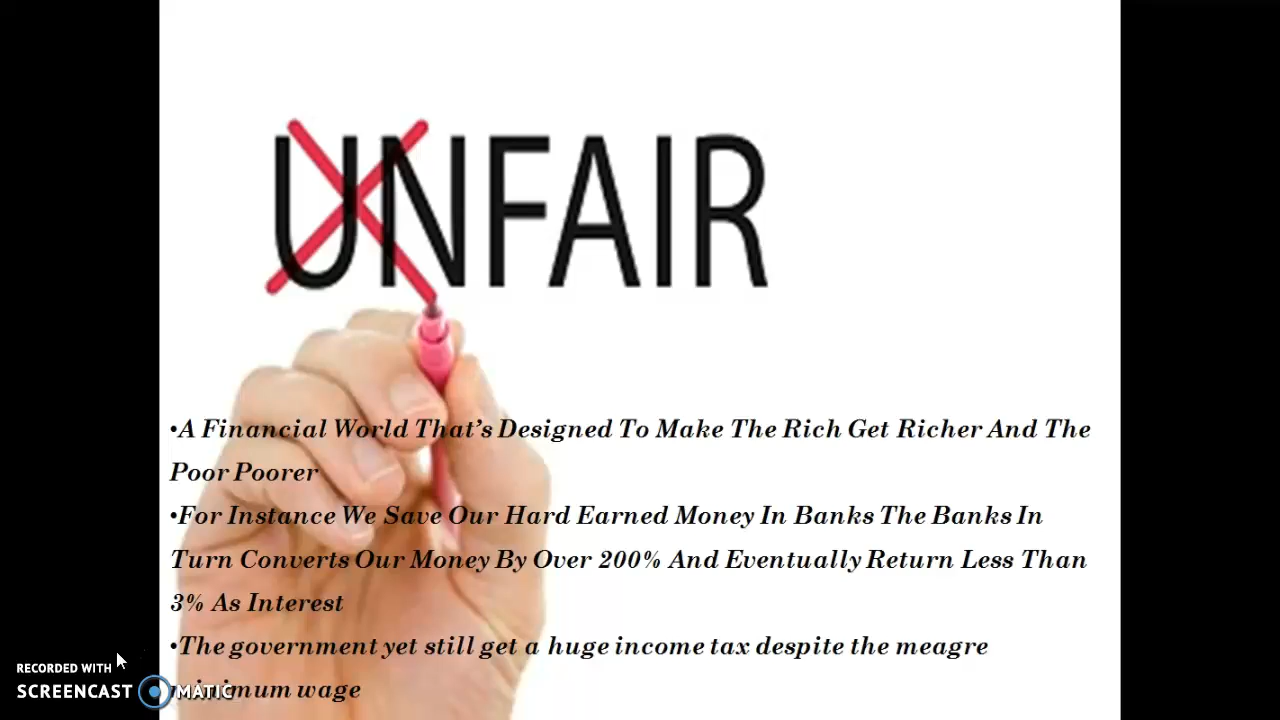 UNFAIR
•A Financial World That's Designed To Make The Rich Get Richer And The
Poor Poorer
•For Instance We Save Our Hard Earned Money In Banks The Banks In
Turn Converts Our Money By Over 200% And Eventually Return Less Than
3% As Interest
•The government yet still get a huge income tax despite the meagre
minimum wage
RECORDED WITH
SCREENCAST MATIC